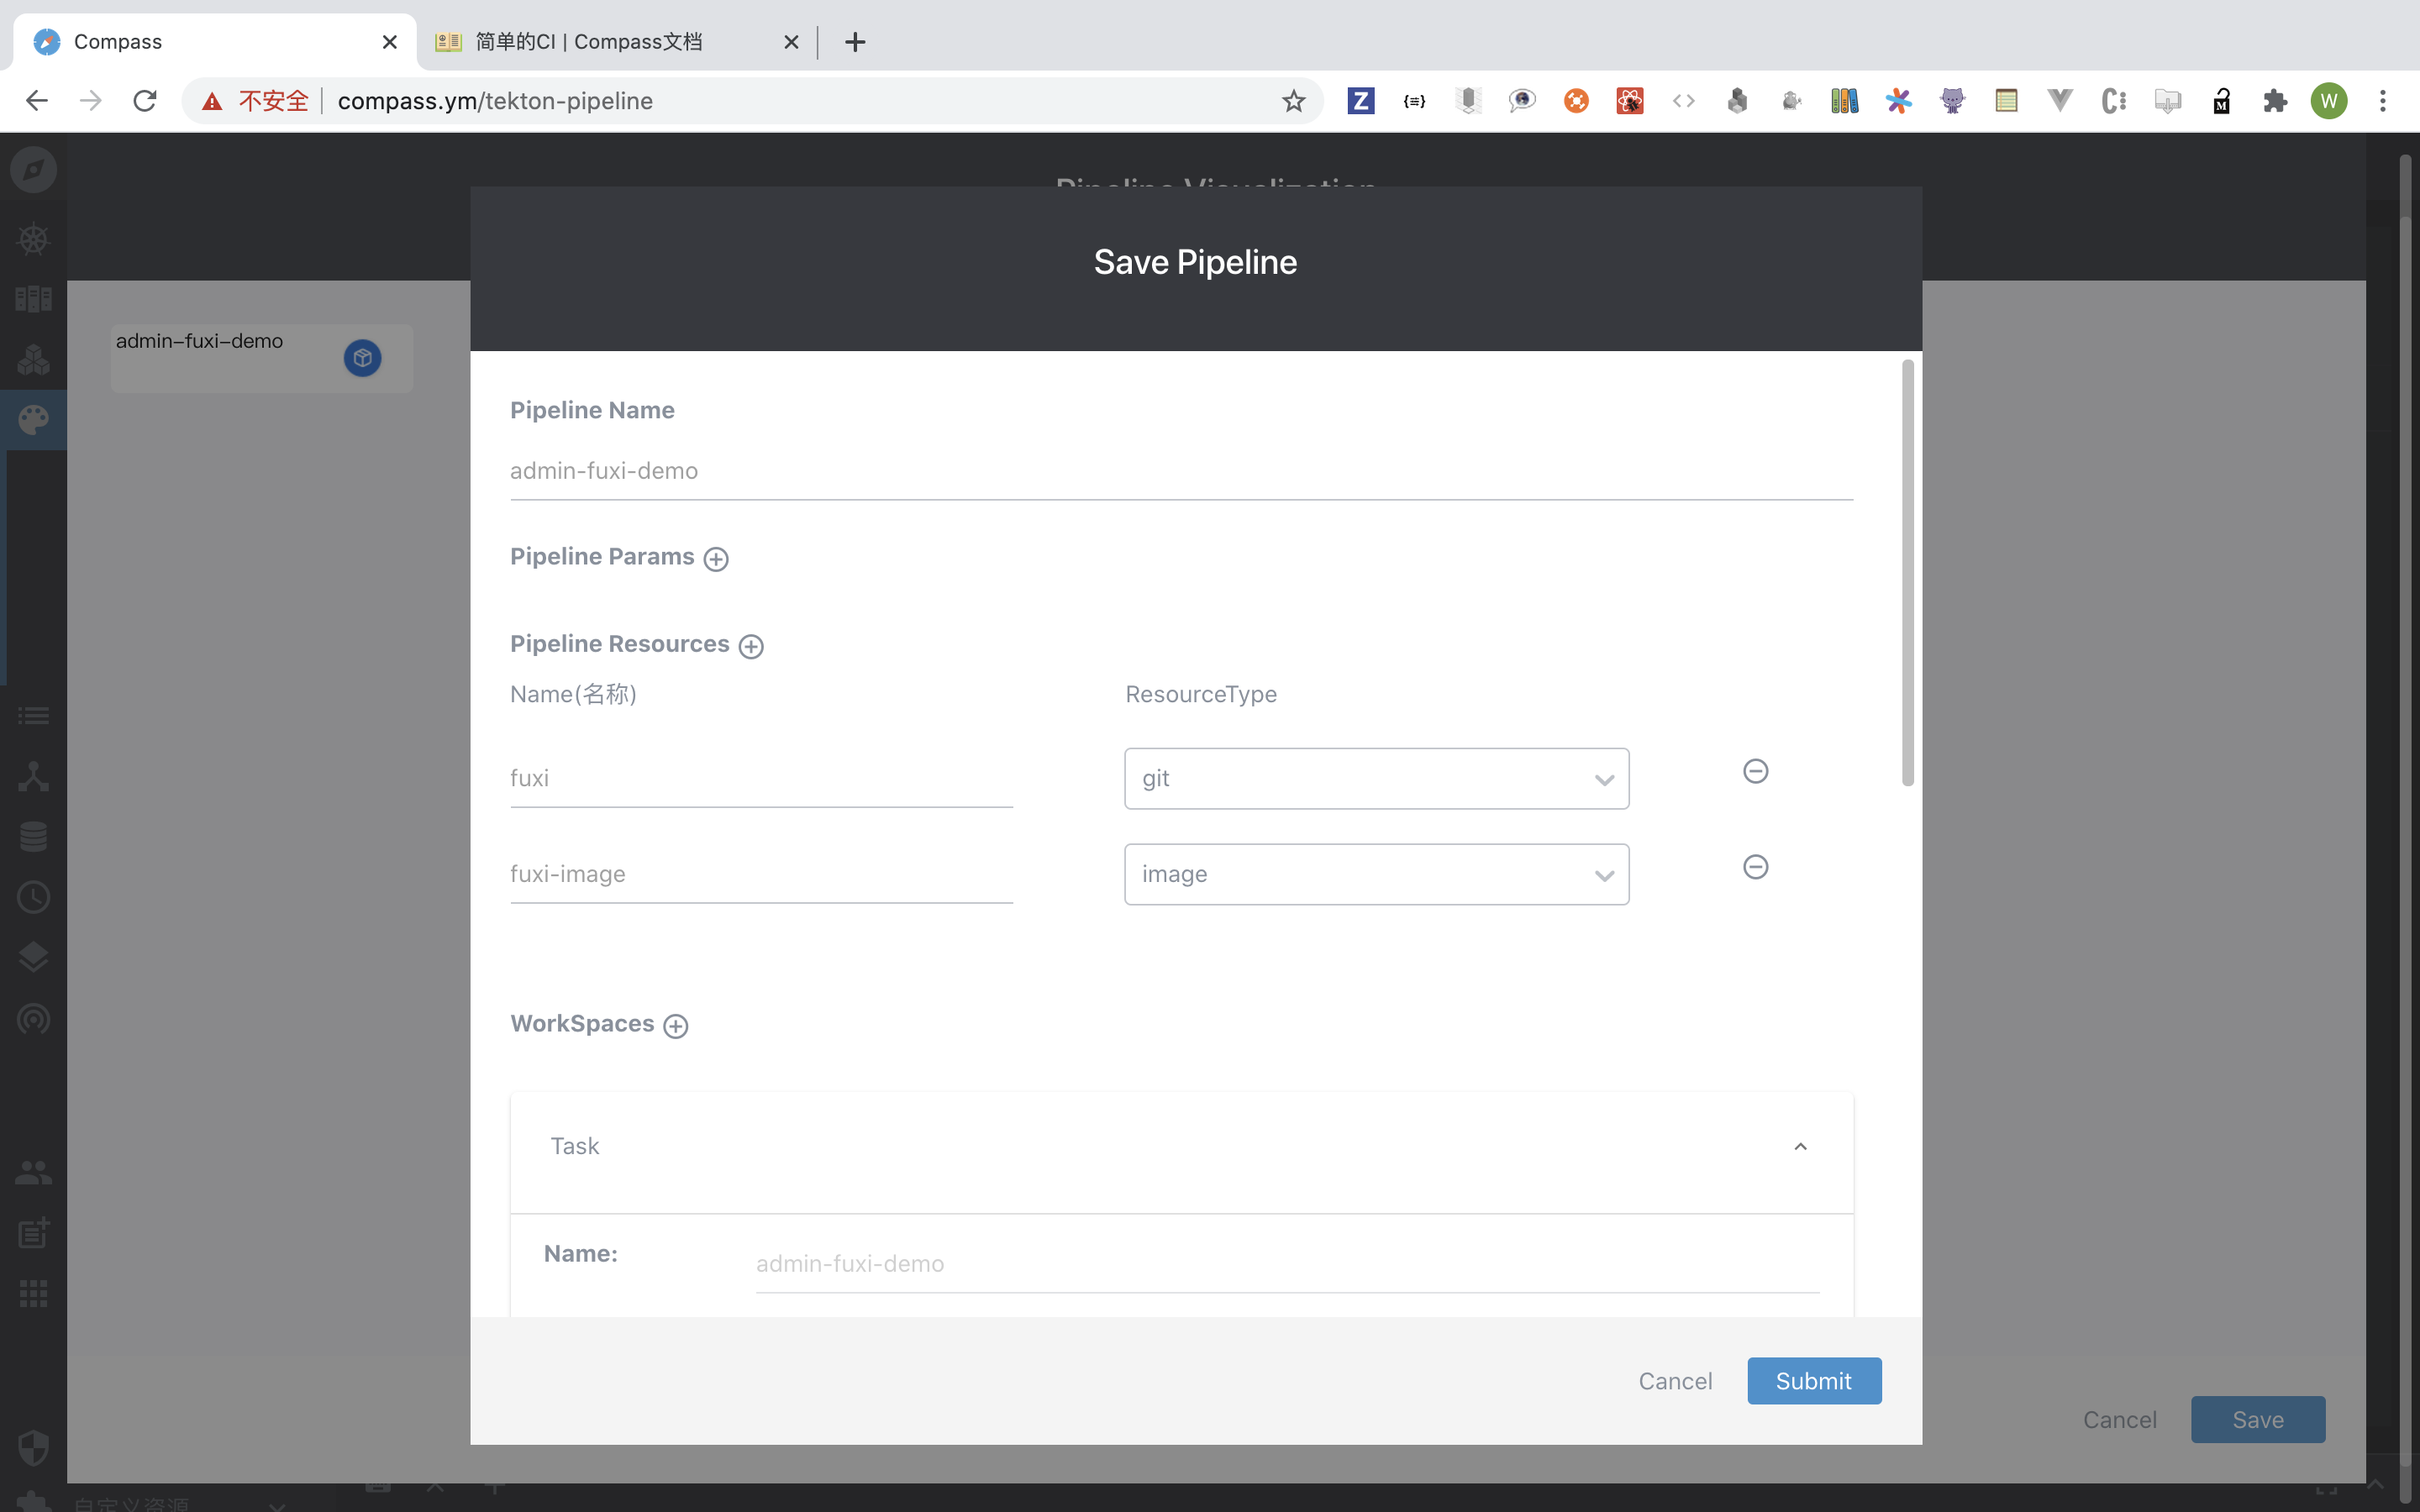 Compass
简单的CI | Compass文档
不安全
compass.ym/tekton-pipeline
Z
{≡}
M
W
Save Pipeline
admin-fuxi-demo
Pipeline Name
admin-fuxi-demo
Pipeline Params
Pipeline Resources
Name(名称)
ResourceType
fuxi
git
fuxi-image
image
WorkSpaces
Task
Name:
admin-fuxi-demo
Cancel
Submit
Cancel
Save
自定义资源